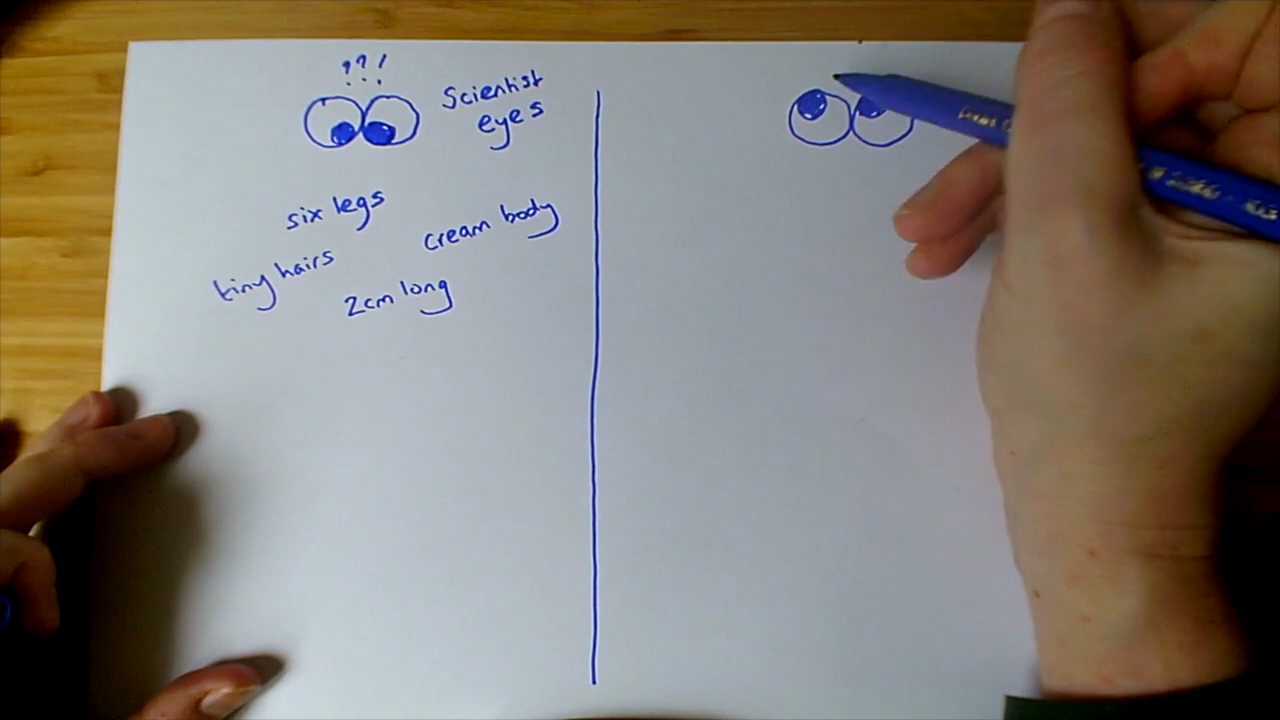 ??!
Scientist
eyes
six legs
cream body
tiny hairs
2cm long